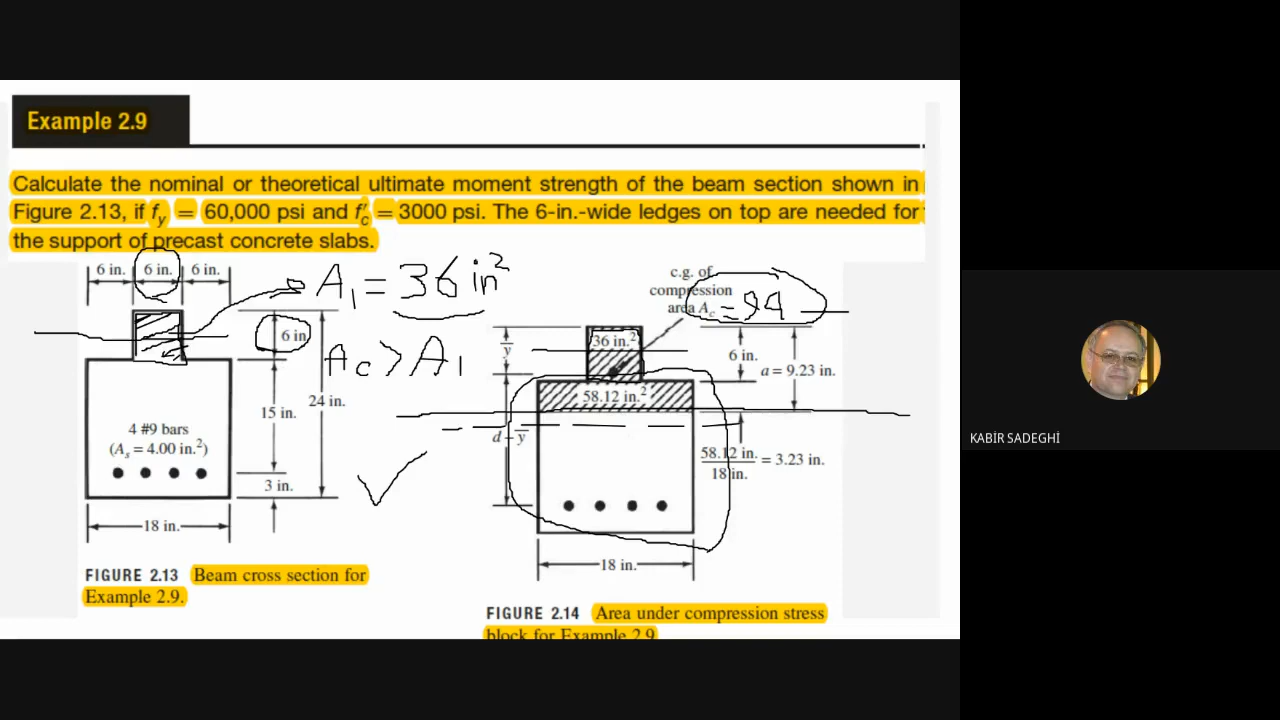 Example 2.9
Calculate the nominal or theoretical ultimate moment strength of the beam section shown in
Figure 2.13, if fy = 60,000 psi and f'c = 3000 psi. The 6-in.-wide ledges on top are needed for
the support of precast concrete slabs.
6 in. 6 in. 6 in.
A1 = 36 in²
6 in
Ac > A1
15 in.
24 in.
4 #9 bars
(As = 4.00 in.²)
3 in.
18 in.
FIGURE 2.13 Beam cross section for
Example 2.9.
c.g. of
compression
area Ac
= 94
36 in.²
y̅
6 in.
a = 9.23 in.
58.12 in.²
d – y̅
58.12 in.
18 in.
= 3.23 in.
18 in.
FIGURE 2.14 Area under compression stress
block for Example 2.9
KABİR SADEGHİ